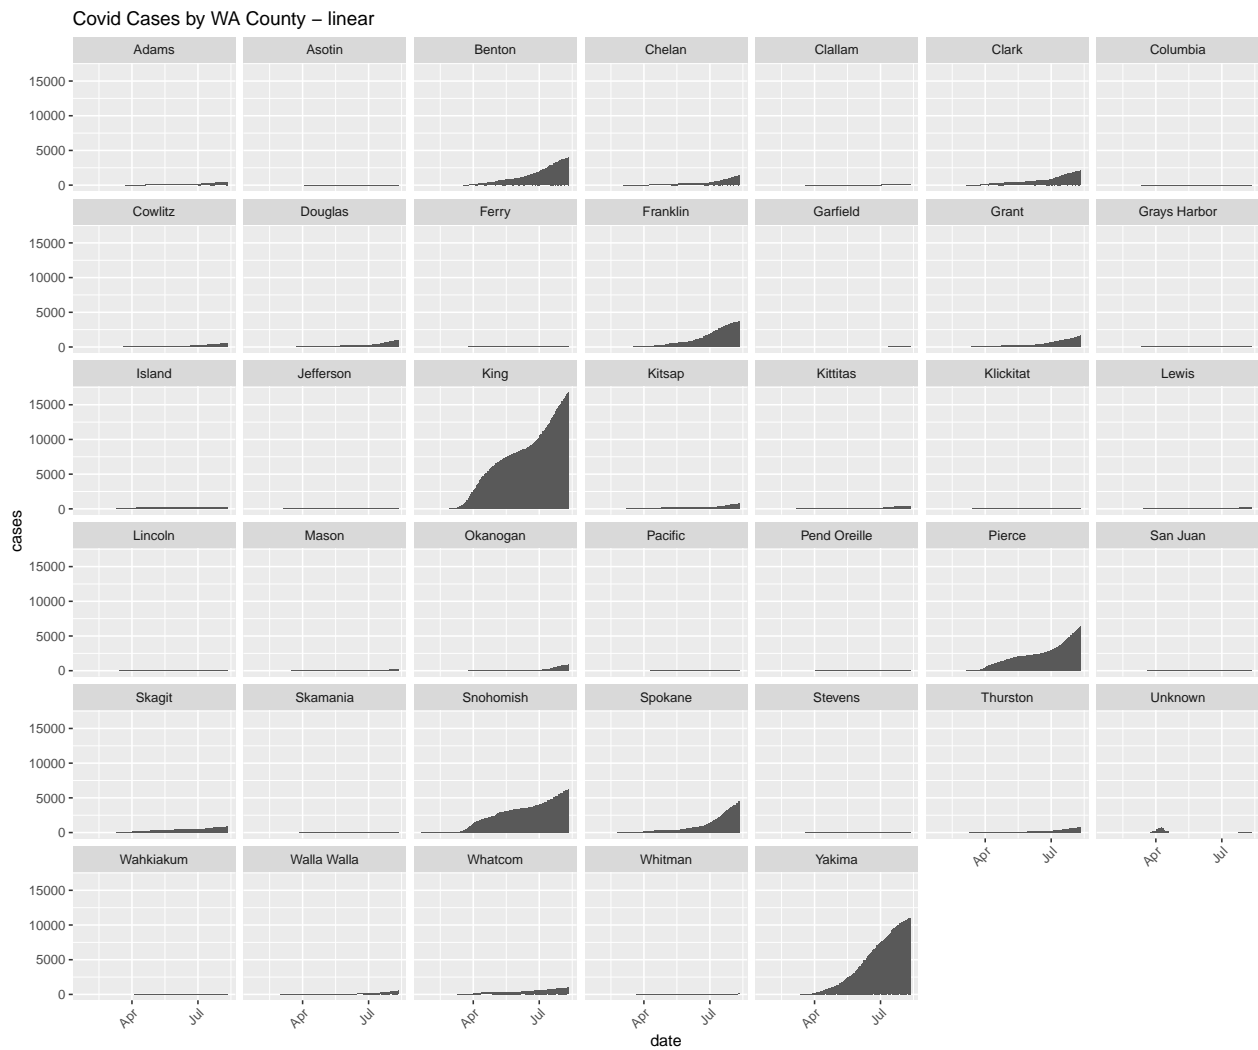 Covid Cases by WA County – linear
Adams Asotin Benton Chelan Clallam Clark Columbia
15000
10000
5000
0
Cowlitz Douglas Ferry Franklin Garfield Grant Grays Harbor
15000
10000
5000
0
Island Jefferson King Kitsap Kittitas Klickitat Lewis
15000
10000
5000
0
cases
Lincoln Mason Okanogan Pacific Pend Oreille Pierce San Juan
15000
10000
5000
0
Skagit Skamania Snohomish Spokane Stevens Thurston Unknown
15000
10000
5000
0
Apr Jul Apr Jul
Wahkiakum Walla Walla Whatcom Whitman Yakima
15000
10000
5000
0
Apr Jul Apr Jul Apr Jul Apr Jul Apr Jul
date